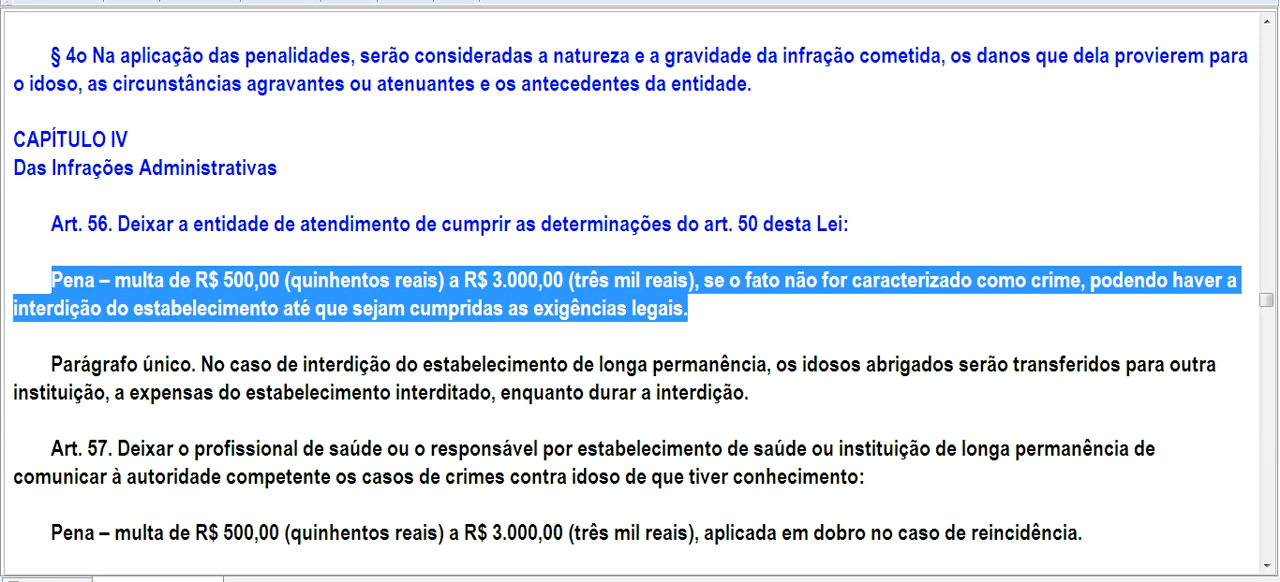 § 4o Na aplicação das penalidades, serão consideradas a natureza e a gravidade da infração cometida, os danos que dela provierem para
o idoso, as circunstâncias agravantes ou atenuantes e os antecedentes da entidade.
CAPÍTULO IV
Das Infrações Administrativas
Art. 56. Deixar a entidade de atendimento de cumprir as determinações do art. 50 desta Lei:
Pena – multa de R$ 500,00 (quinhentos reais) a R$ 3.000,00 (três mil reais), se o fato não for caracterizado como crime, podendo haver a
interdição do estabelecimento até que sejam cumpridas as exigências legais.
Parágrafo único. No caso de interdição do estabelecimento de longa permanência, os idosos abrigados serão transferidos para outra
instituição, a expensas do estabelecimento interditado, enquanto durar a interdição.
Art. 57. Deixar o profissional de saúde ou o responsável por estabelecimento de saúde ou instituição de longa permanência de
comunicar à autoridade competente os casos de crimes contra idoso de que tiver conhecimento:
Pena – multa de R$ 500,00 (quinhentos reais) a R$ 3.000,00 (três mil reais), aplicada em dobro no caso de reincidência.